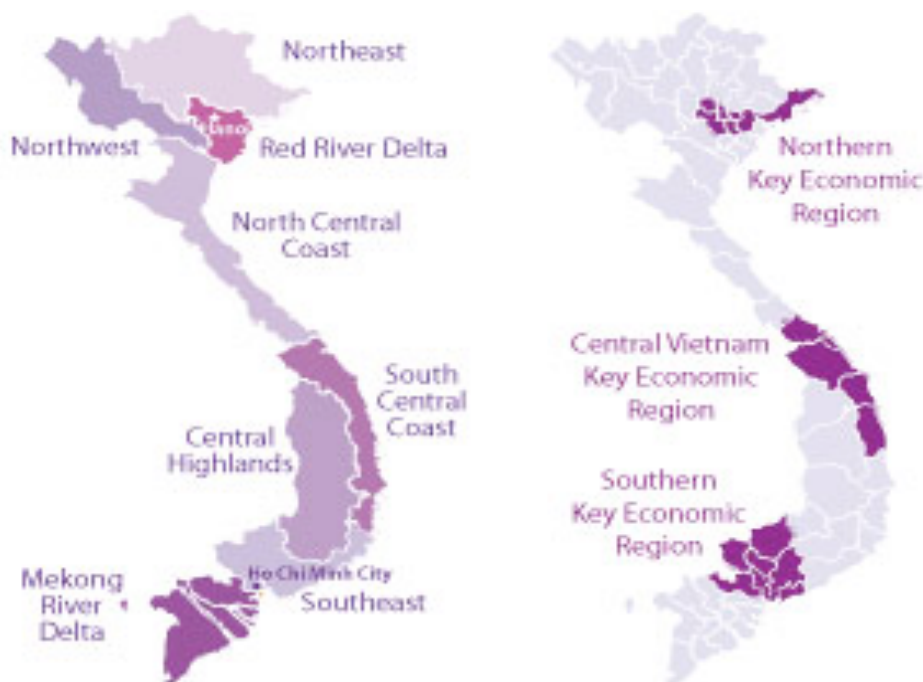 Northeast
Hanoi
Northwest
Red River Delta
North Central
Coast
South
Central
Coast
Central
Highlands
Ho Chi Minh City
Southeast
Mekong
River
Delta
Northern
Key Economic
Region
Central Vietnam
Key Economic
Region
Southern
Key Economic
Region